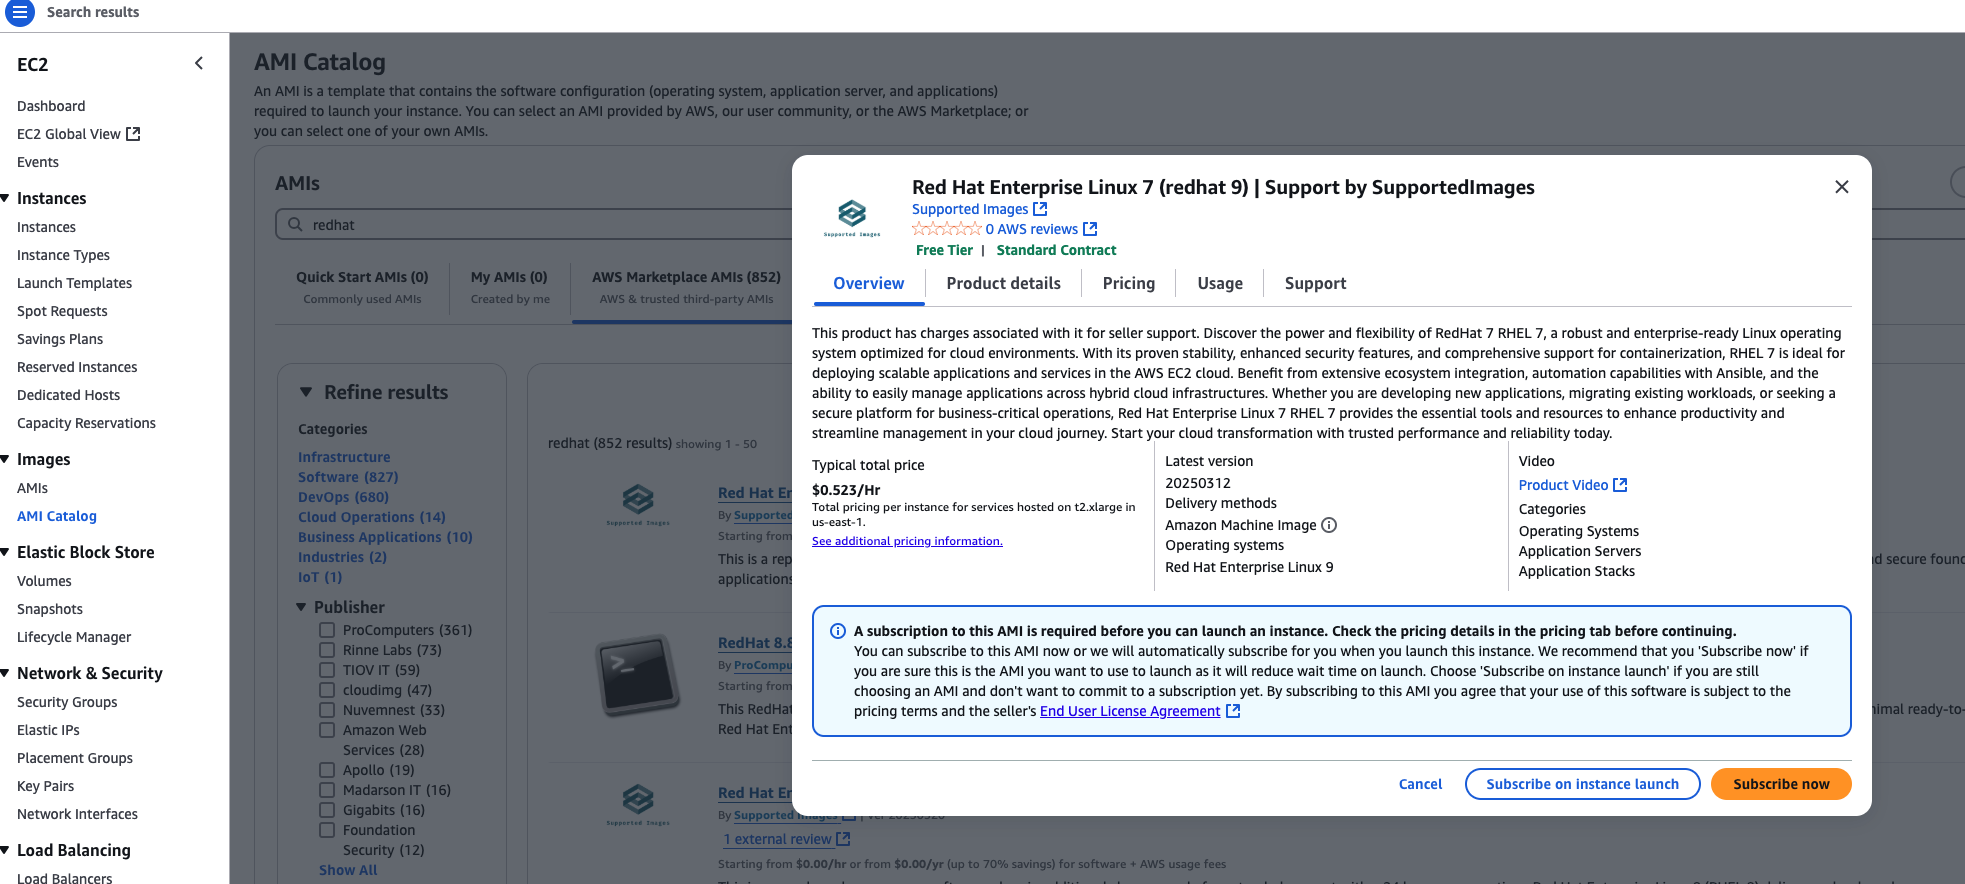 Search results
EC2
Dashboard
EC2 Global View
Events
Instances
Instances
Instance Types
Launch Templates
Spot Requests
Savings Plans
Reserved Instances
Dedicated Hosts
Capacity Reservations
Images
AMIs
AMI Catalog
Elastic Block Store
Volumes
Snapshots
Lifecycle Manager
Network & Security
Security Groups
Elastic IPs
Placement Groups
Key Pairs
Network Interfaces
Load Balancing
Load Balancers
AMI Catalog
An AMI is a template that contains the software configuration (operating system, application server, and applications)
required to launch your instance. You can select an AMI provided by AWS, our user community, or the AWS Marketplace; or
you can select one of your own AMIs.
AMIs
redhat
Quick Start AMIs (0)
Commonly used AMIs
My AMIs (0)
Created by me
AWS Marketplace AMIs (852)
AWS & trusted third-party AMIs
Refine results
Categories
Infrastructure
Software (827)
DevOps (680)
Cloud Operations (14)
Business Applications (10)
Industries (2)
IoT (1)
Publisher
ProComputers (361)
Rinne Labs (73)
TIOV IT (59)
cloudimg (47)
Nuvemnest (33)
Amazon Web
Services (28)
Apollo (19)
Madarson IT (16)
Gigabits (16)
Foundation
Security (12)
Show All
redhat (852 results) showing 1 - 50
Supported Images
Red Hat En
By Supported
Starting from
This is a rep
applications
RedHat 8.8
By ProCompu
Starting from
This RedHat
Red Hat Ent
Supported Images
Red Hat En
By Supported Images
1 external review
Starting from $0.00/hr or from $0.00/yr (up to 70% savings) for software + AWS usage fees
nd secure found
nimal ready-to-
Supported Images
Red Hat Enterprise Linux 7 (redhat 9) | Support by SupportedImages
Supported Images
0 AWS reviews
Free Tier | Standard Contract
Overview
Product details
Pricing
Usage
Support
This product has charges associated with it for seller support. Discover the power and flexibility of RedHat 7 RHEL 7, a robust and enterprise-ready Linux operating
system optimized for cloud environments. With its proven stability, enhanced security features, and comprehensive support for containerization, RHEL 7 is ideal for
deploying scalable applications and services in the AWS EC2 cloud. Benefit from extensive ecosystem integration, automation capabilities with Ansible, and the
ability to easily manage applications across hybrid cloud infrastructures. Whether you are developing new applications, migrating existing workloads, or seeking a
secure platform for business-critical operations, Red Hat Enterprise Linux 7 RHEL 7 provides the essential tools and resources to enhance productivity and
streamline management in your cloud journey. Start your cloud transformation with trusted performance and reliability today.
Typical total price
$0.523/Hr
Total pricing per instance for services hosted on t2.xlarge in
us-east-1.
See additional pricing information.
Latest version
20250312
Delivery methods
Amazon Machine Image
Operating systems
Red Hat Enterprise Linux 9
Video
Product Video
Categories
Operating Systems
Application Servers
Application Stacks
A subscription to this AMI is required before you can launch an instance. Check the pricing details in the pricing tab before continuing.
You can subscribe to this AMI now or we will automatically subscribe for you when you launch this instance. We recommend that you 'Subscribe now' if
you are sure this is the AMI you want to use to launch as it will reduce wait time on launch. Choose 'Subscribe on instance launch' if you are still
choosing an AMI and don't want to commit to a subscription yet. By subscribing to this AMI you agree that your use of this software is subject to the
pricing terms and the seller's End User License Agreement
Cancel
Subscribe on instance launch
Subscribe now